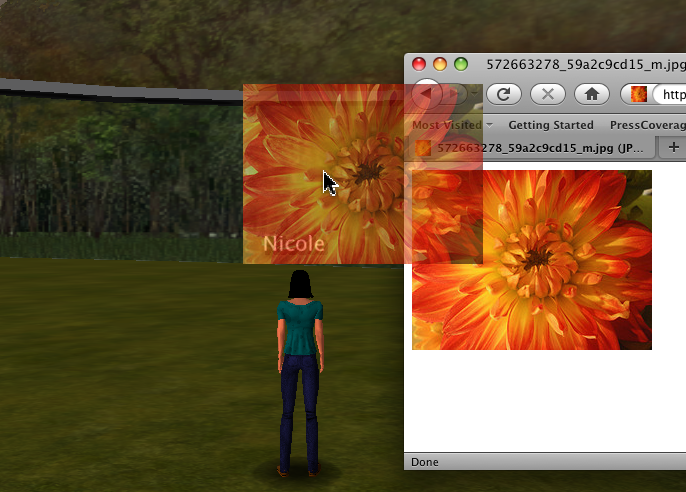 572663278_59a2c9cd15_m.jpg
http
Most Visited
Getting Started
PressCoverag
572663278_59a2c9cd15_m.jpg (JP...
Nicole
Done